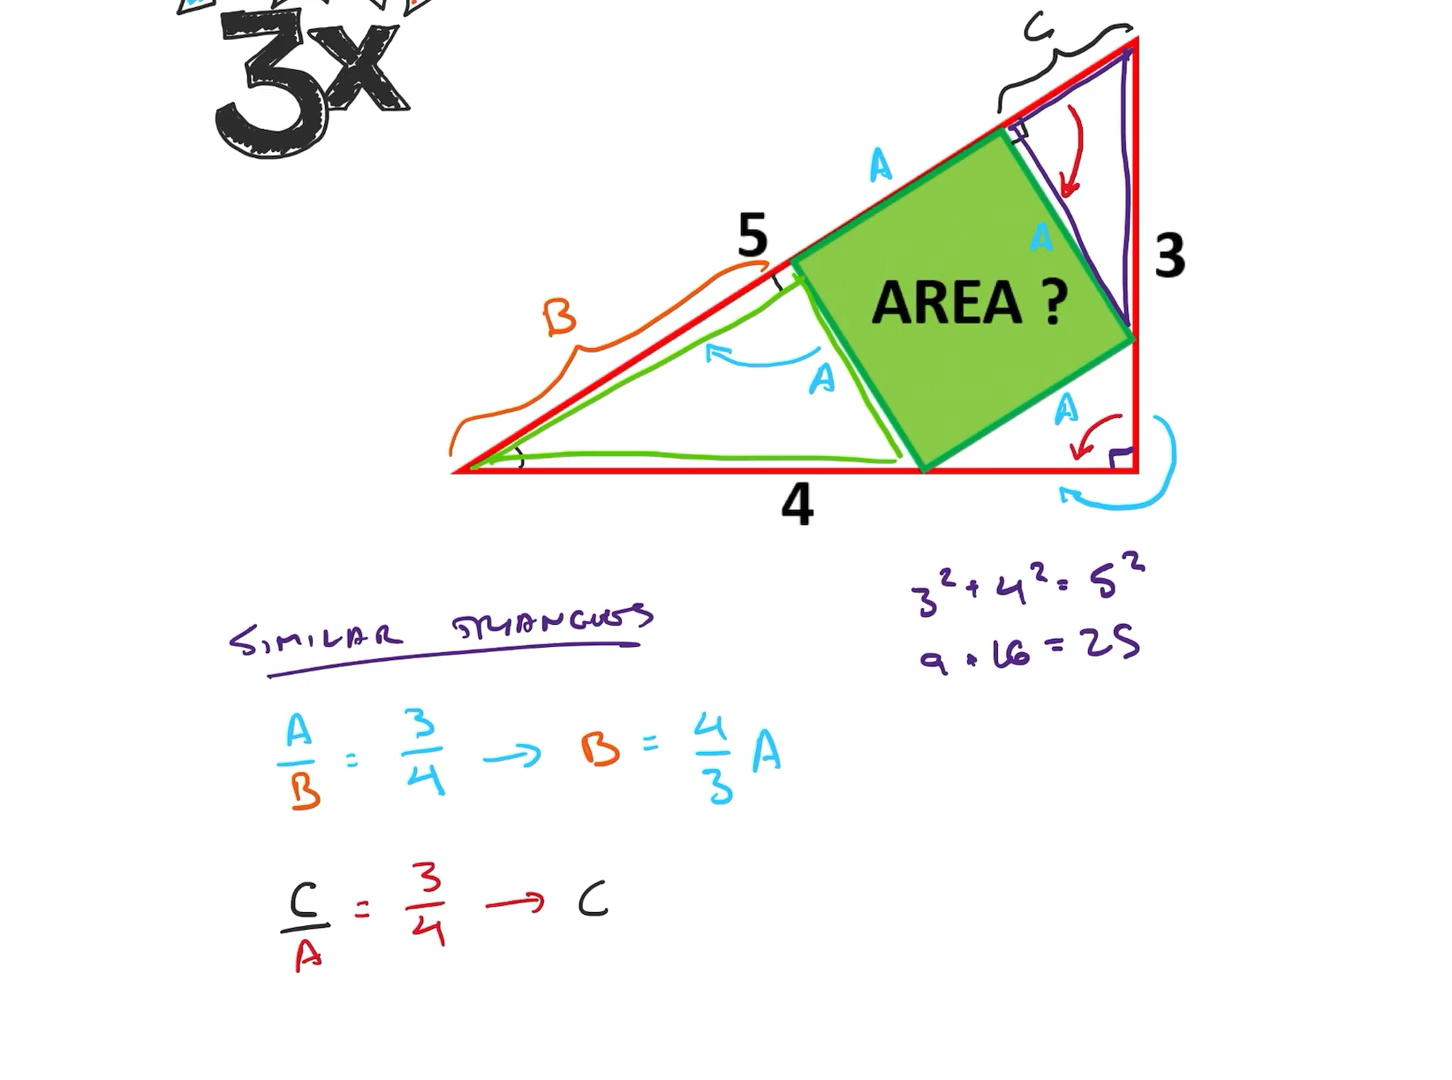 3x
C
A
5
3
A
AREA ?
B
A
A
4
3² + 4² = 5²
9 + 16 = 25
SIMILAR TRIANGLES
A/B = 3/4 → B = 4/3 A
C/A = 3/4 → C